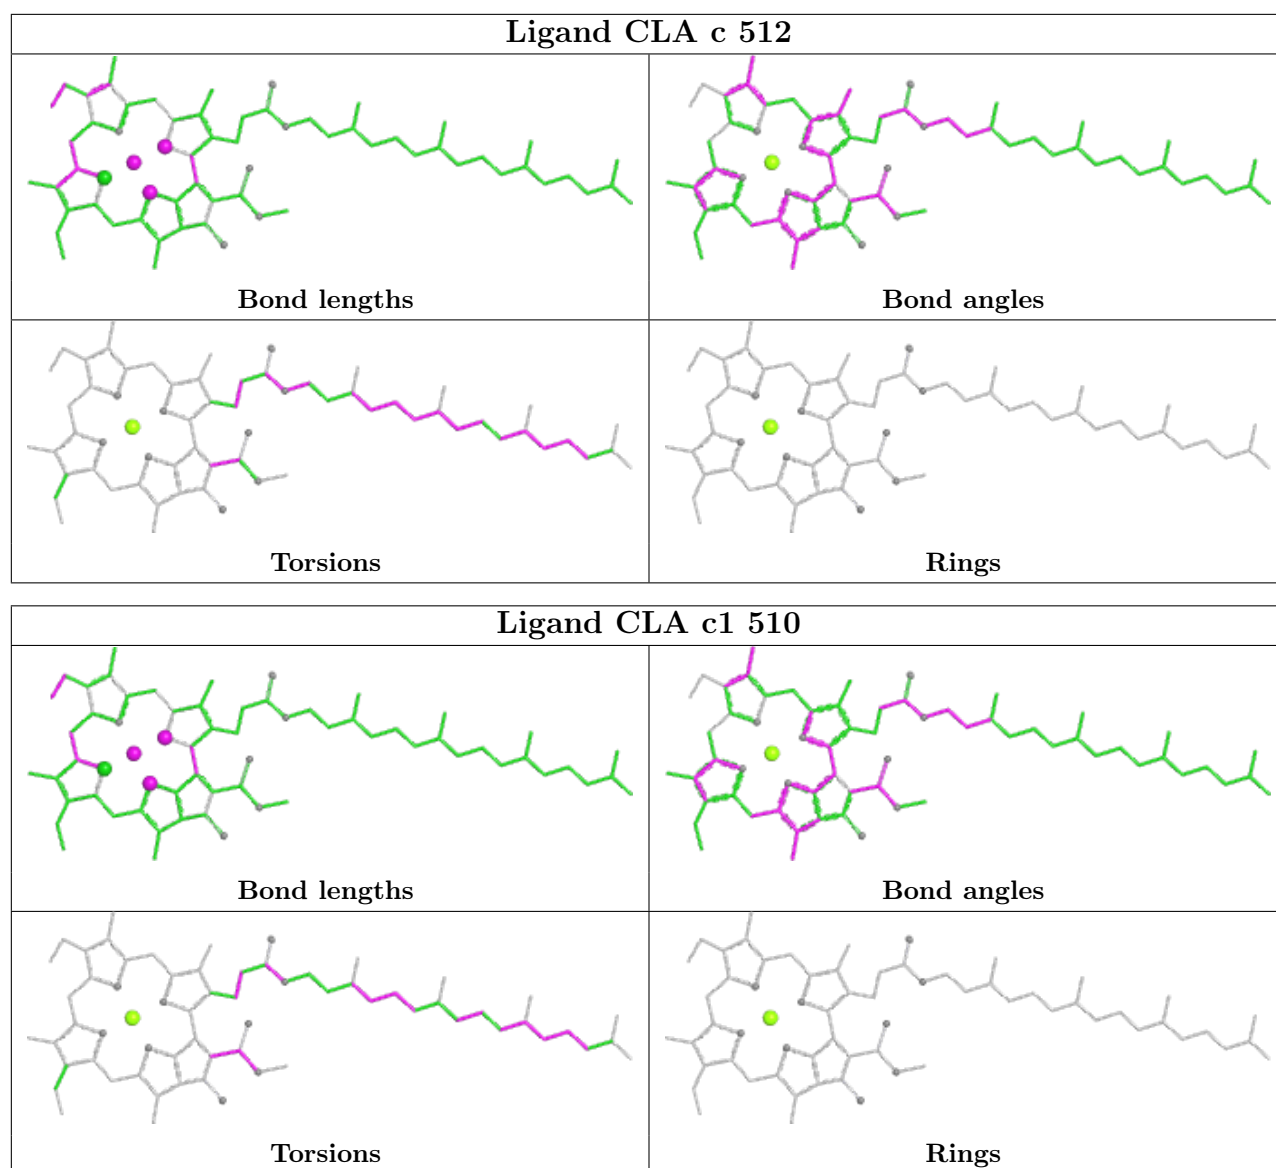 Ligand CLA c 512
Bond lengths
Bond angles
Torsions
Rings
Ligand CLA c1 510
Bond lengths
Bond angles
Torsions
Rings